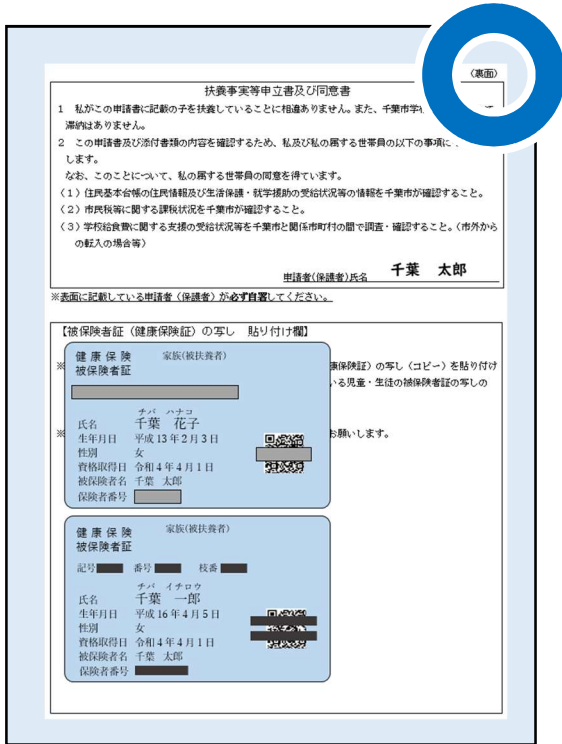 (裏面)
扶養事実等申立書及び同意書
1 私がこの申請書に記載の子を扶養していることに相違ありません。また、千葉市学
滞納はありません。
2 この申請書及び添付書類の内容を確認するため、私及び私の属する世帯員の以下の事項に
します。
なお、このことについて、私の属する世帯員の同意を得ています。
(1)住民基本台帳の住民情報及び生活保護・就学援助の受給状況等の情報を千葉市が確認すること。
(2)市民税等に関する課税状況を千葉市が確認すること。
(3)学校給食費に関する支援の受給状況等を千葉市と関係市町村の間で調査・確認すること。(市外から
の転入の場合等)
申請者(保護者)氏名 千葉 太郎
※表面に記載している申請者(保護者)が必ず自署してください。
【被保険者証(健康保険証)の写し 貼り付け欄】
※ 康保険証)の写し(コピー)を貼り付け
いる児童・生徒の被保険者証の写しの
※ お願いします。
健康保険 家族(被扶養者)
被保険者証
チバ ハナコ
氏名 千葉 花子
生年月日 平成13年2月3日
性別 女
資格取得日 令和4年4月1日
被保険者名 千葉 太郎
保険者番号
健康保険 家族(被扶養者)
被保険者証
記号 番号 枝番
チバ イチロウ
氏名 千葉 一郎
生年月日 平成16年4月5日
性別 女
資格取得日 令和4年4月1日
被保険者名 千葉 太郎
保険者番号